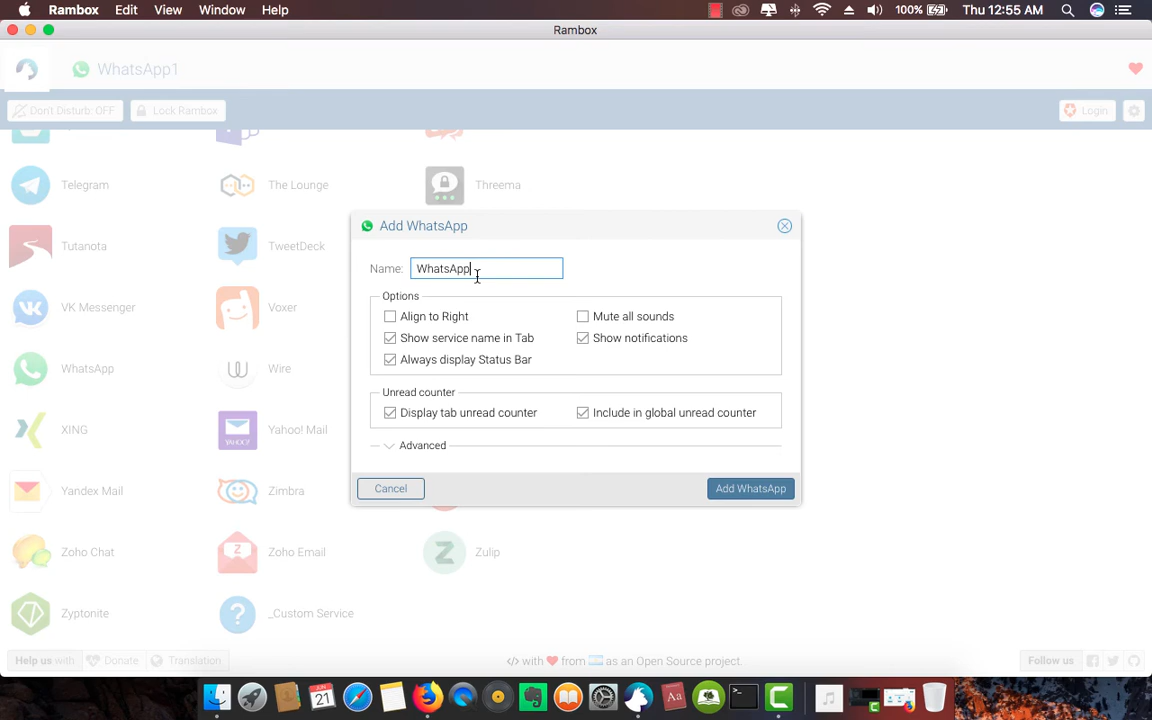 Rambox Edit View Window Help 100% Thu 12:55 AM
Rambox
WhatsApp1
Don't Disturb: OFF Lock Rambox Login
Telegram The Lounge Threema
Tutanota TweetDeck
VK Messenger Voxer
WhatsApp Wire
XING Yahoo! Mail
Yandex Mail Zimbra
Zoho Chat Zoho Email Zulip
Zyptonite _Custom Service
Add WhatsApp
Name: WhatsApp
Options
Align to Right Mute all sounds
Show service name in Tab Show notifications
Always display Status Bar
Unread counter
Display tab unread counter Include in global unread counter
Advanced
Cancel Add WhatsApp
Help us with Donate Translation </> with from as an Open Source project. Follow us